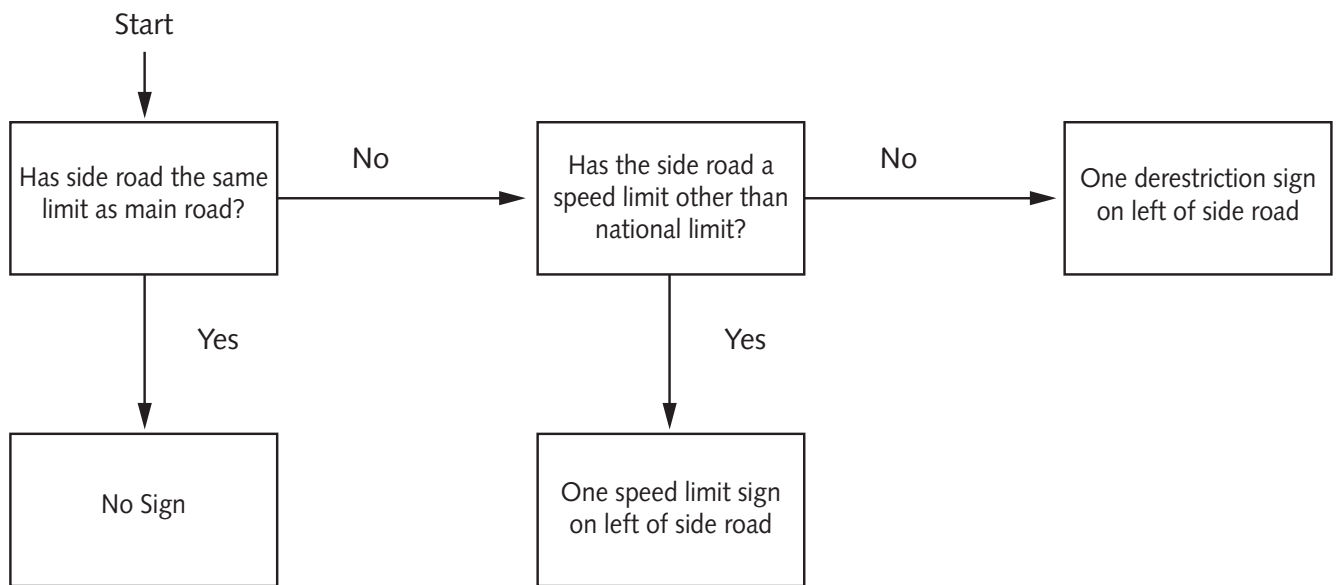 Start
Has side road the same
limit as main road?
No
Has the side road a
speed limit other than
national limit?
No
One derestriction sign
on left of side road
Yes
Yes
No Sign
One speed limit sign
on left of side road